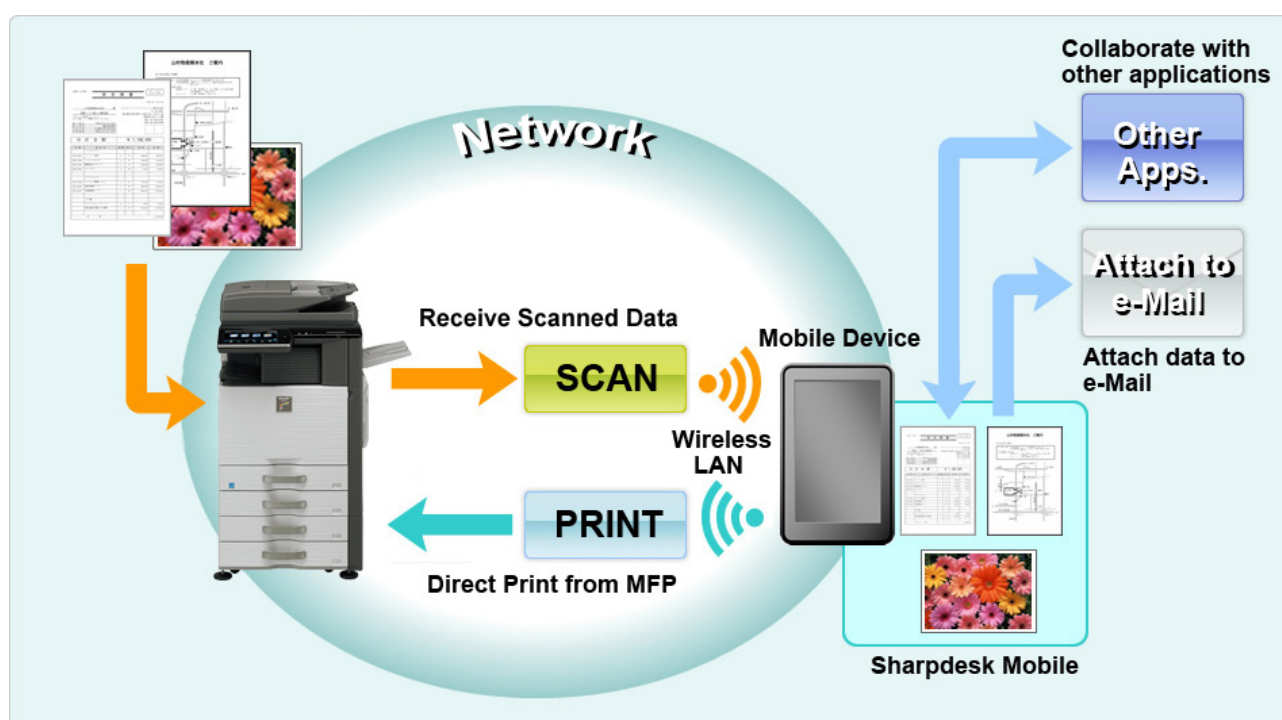 Collaborate with
other applications
Network
Other
Apps.
Attach to
e-Mail
Attach data to
e-Mail
Receive Scanned Data
SCAN
Mobile Device
Wireless
LAN
PRINT
Direct Print from MFP
Sharpdesk Mobile